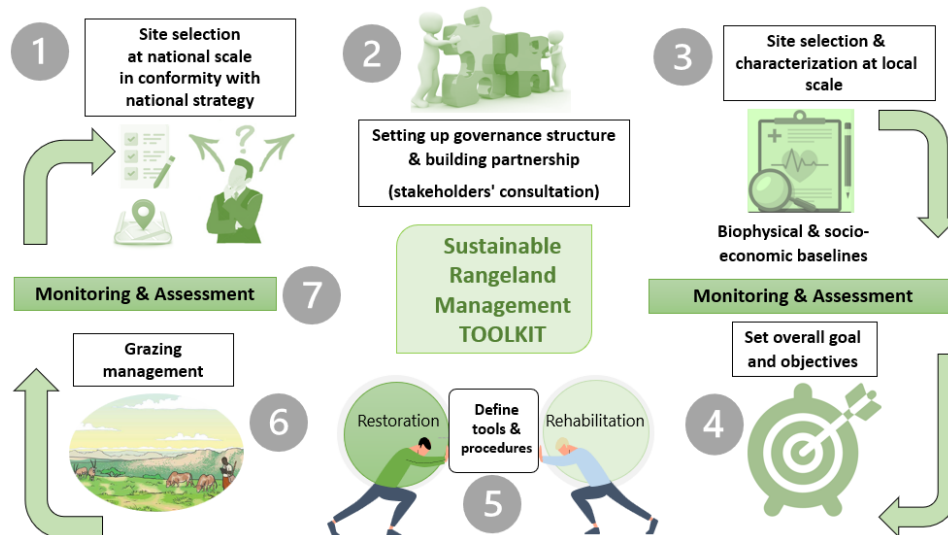 1
Site selection
at national scale
in conformity with
national strategy
2
Setting up governance structure
& building partnership
(stakeholders' consultation)
3
Site selection &
characterization at local
scale
Biophysical & socio-
economic baselines
Sustainable
Rangeland
Management
TOOLKIT
Monitoring & Assessment
7
Monitoring & Assessment
Set overall goal
and objectives
4
Restoration
Define
tools &
procedures
Rehabilitation
5
Grazing
management
6